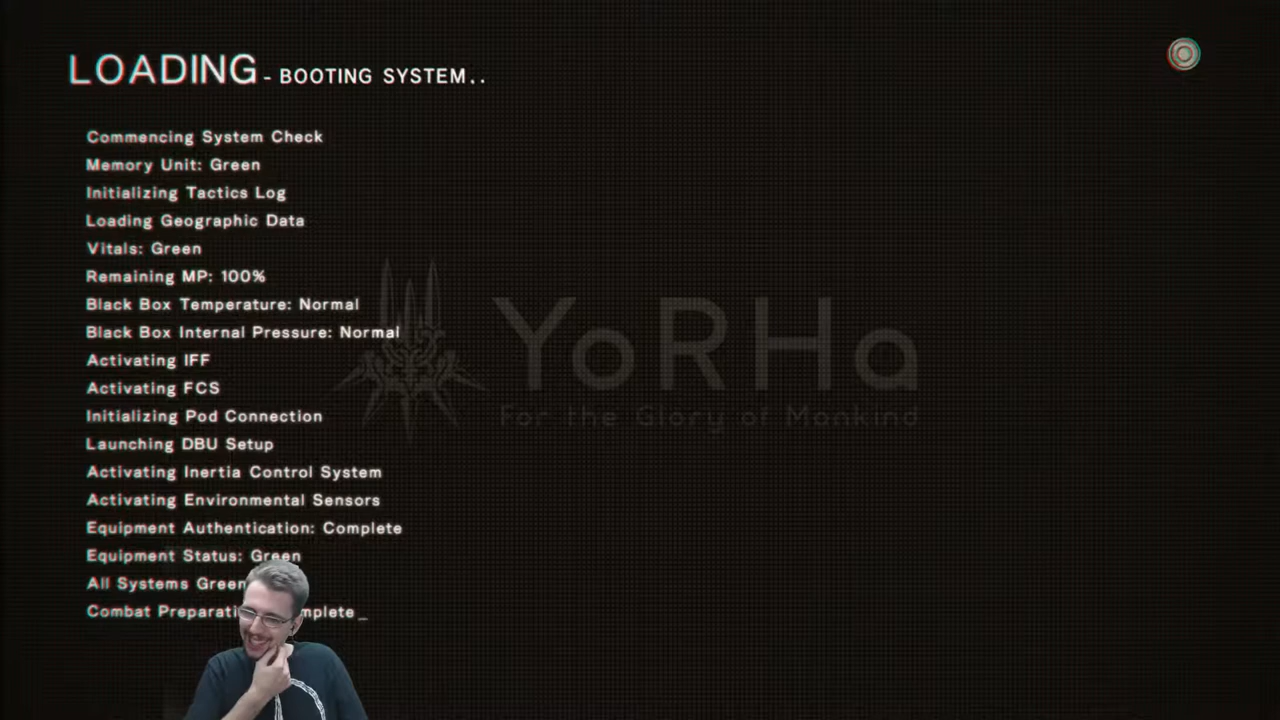 LOADING - BOOTING SYSTEM..
Commencing System Check
Memory Unit: Green
Initializing Tactics Log
Loading Geographic Data
Vitals: Green
Remaining MP: 100%
Black Box Temperature: Normal
Black Box Internal Pressure: Normal
Activating IFF
Activating FCS
Initializing Pod Connection
Launching DBU Setup
Activating Inertia Control System
Activating Environmental Sensors
Equipment Authentication: Complete
Equipment Status: Green
All Systems Green
Combat Preparati mplete _
YoRHa
For the Glory of Mankind